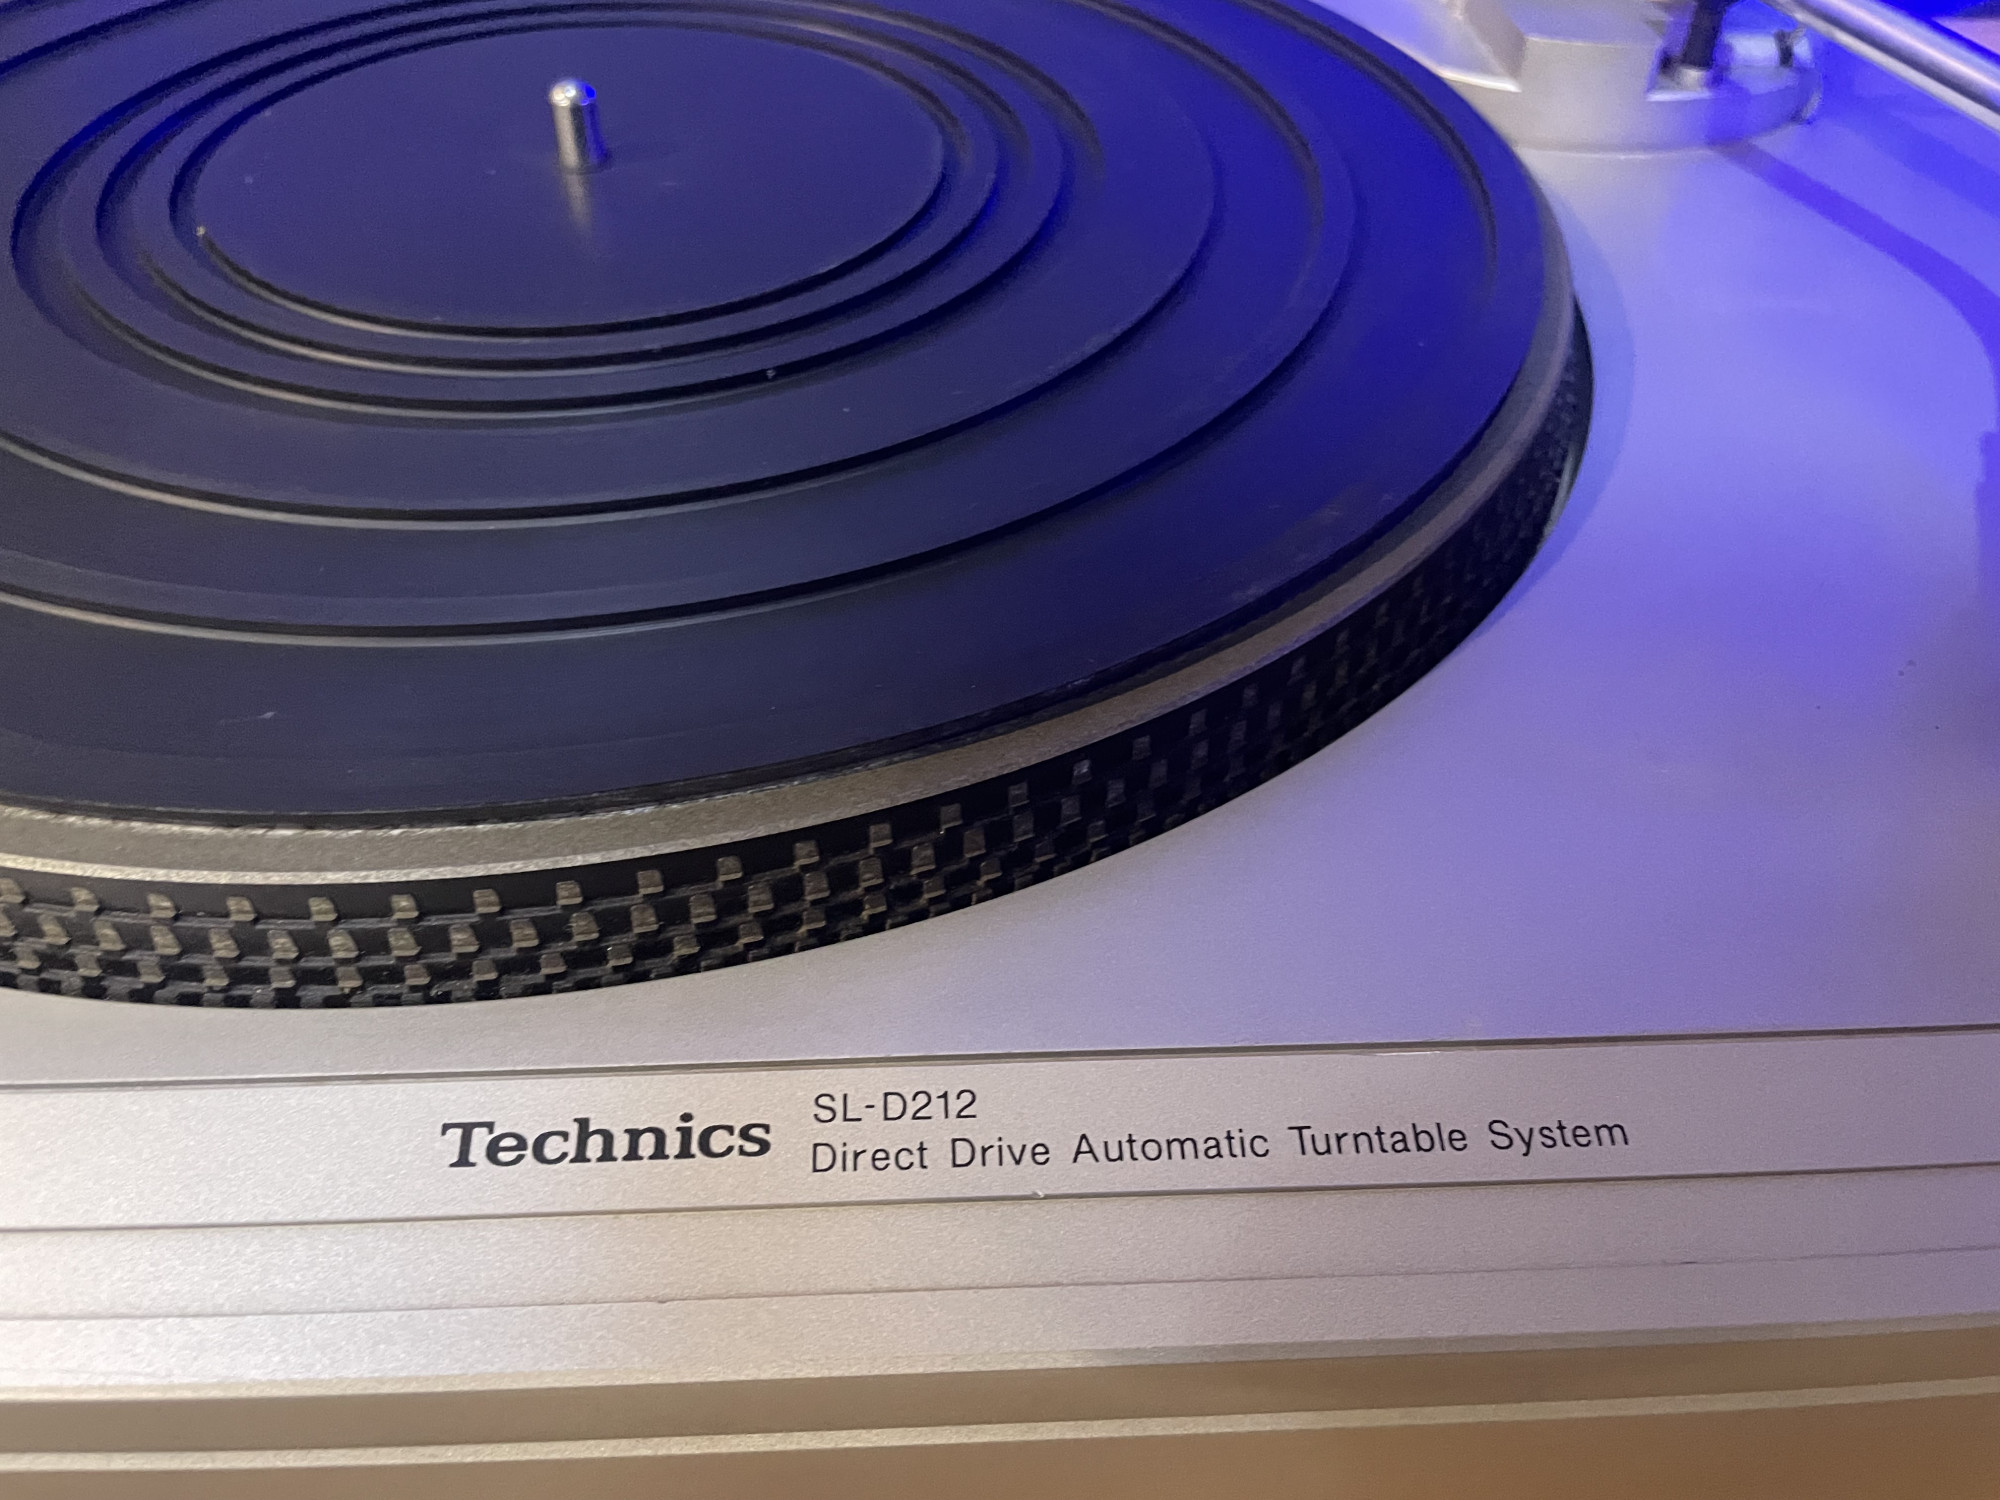 Technics
SL-D212
Direct Drive Automatic Turntable System